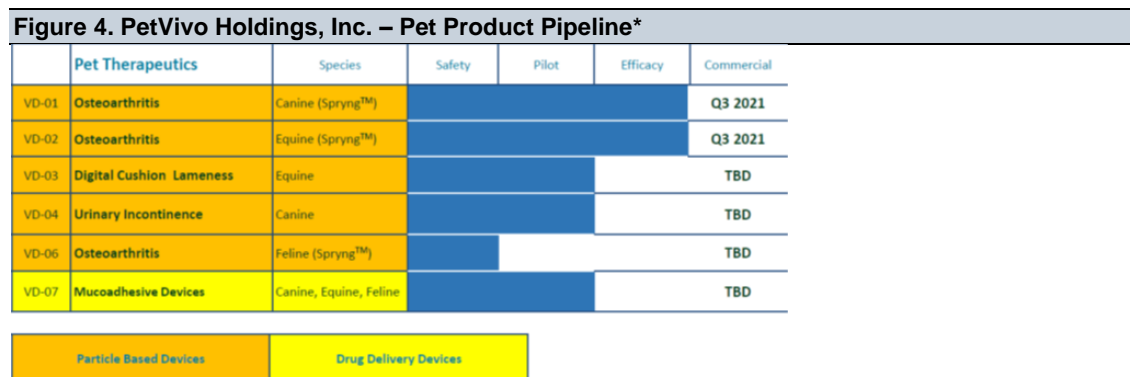 Figure 4. PetVivo Holdings, Inc. – Pet Product Pipeline*
Pet Therapeutics Species Safety Pilot Efficacy Commercial
VD-01 Osteoarthritis Canine (Spryng™) Q3 2021
VD-02 Osteoarthritis Equine (Spryng™) Q3 2021
VD-03 Digital Cushion Lameness Equine TBD
VD-04 Urinary Incontinence Canine TBD
VD-06 Osteoarthritis Feline (Spryng™) TBD
VD-07 Mucoadhesive Devices Canine, Equine, Feline TBD
Particle Based Devices Drug Delivery Devices